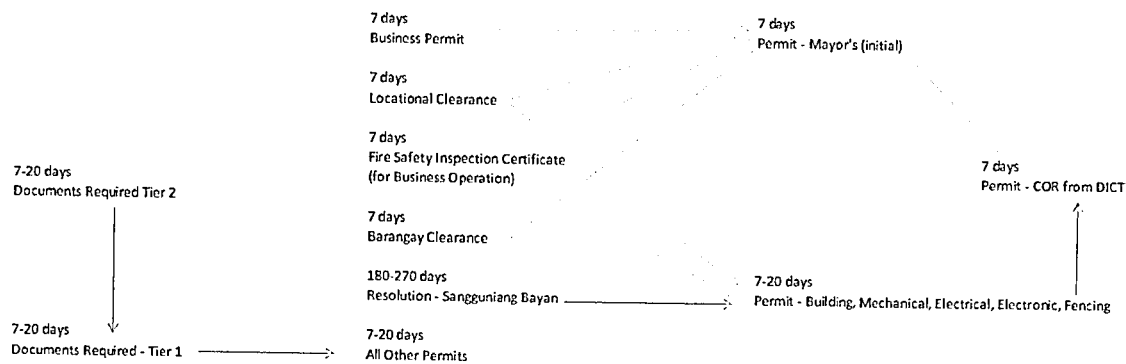 7-20 days
Documents Required Tier 2
7-20 days
Documents Required - Tier 1
7 days
Business Permit
7 days
Locational Clearance
7 days
Fire Safety Inspection Certificate
(for Business Operation)
7 days
Barangay Clearance
180-270 days
Resolution - Sangguniang Bayan
7-20 days
All Other Permits
7 days
Permit - Mayor's (initial)
7-20 days
Permit - Building, Mechanical, Electrical, Electronic, Fencing
7 days
Permit - COR from DICT